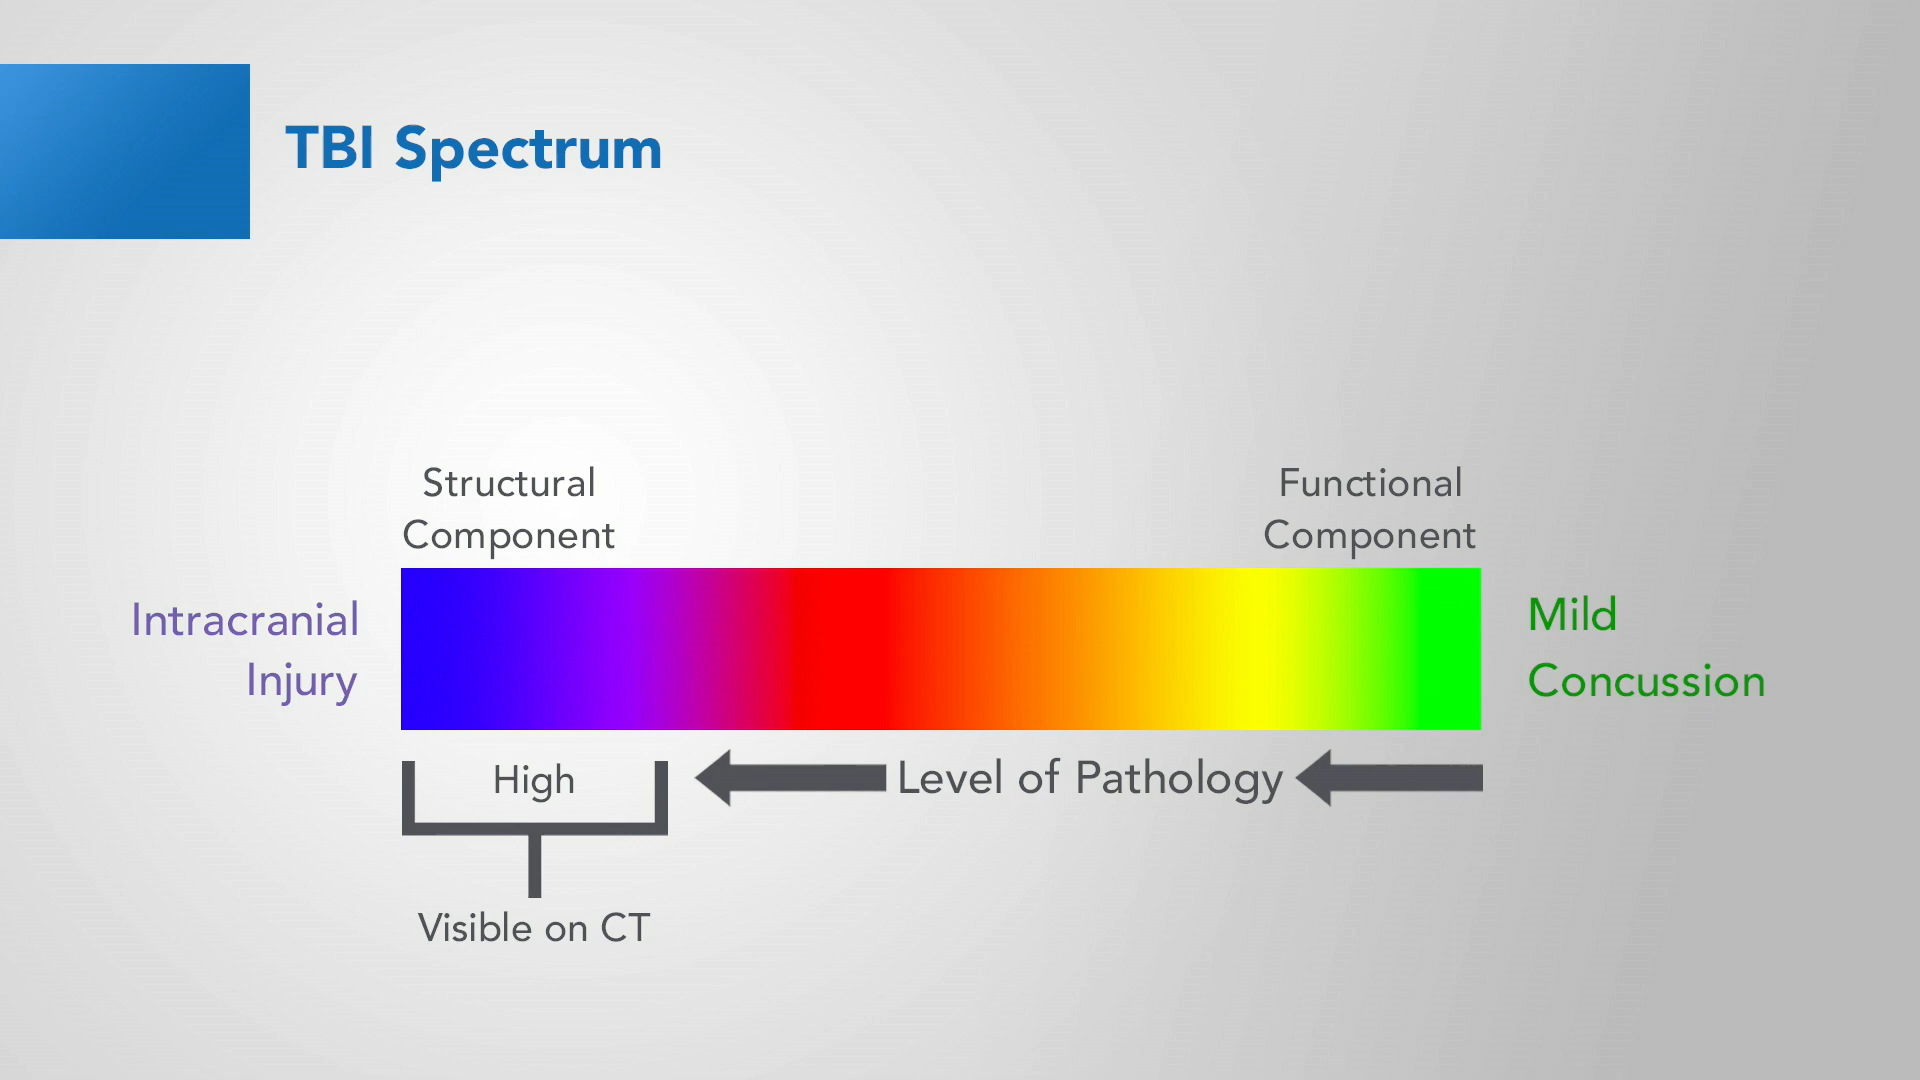 TBI Spectrum
Structural
Component
Functional
Component
Intracranial
Injury
Mild
Concussion
High
Level of Pathology
Visible on CT